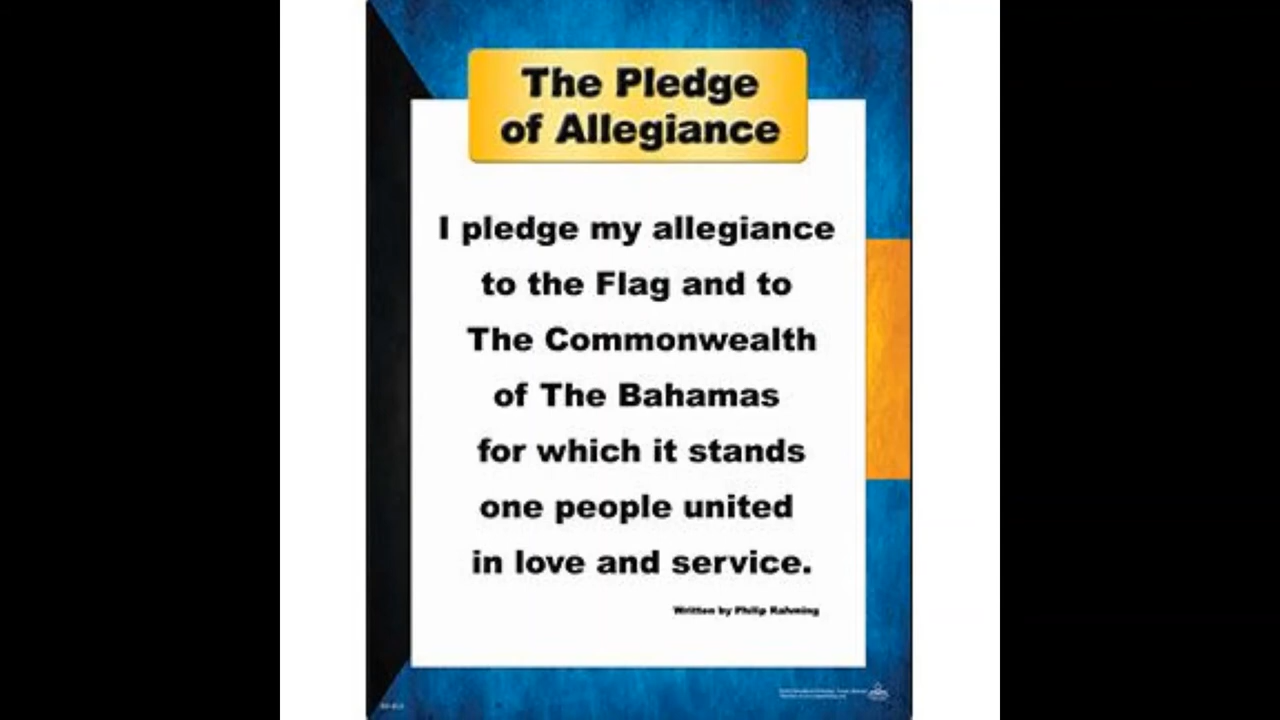 The Pledge
of Allegiance
I pledge my allegiance
to the Flag and to
The Commonwealth
of The Bahamas
for which it stands
one people united
in love and service.
Written by Philip Rahming